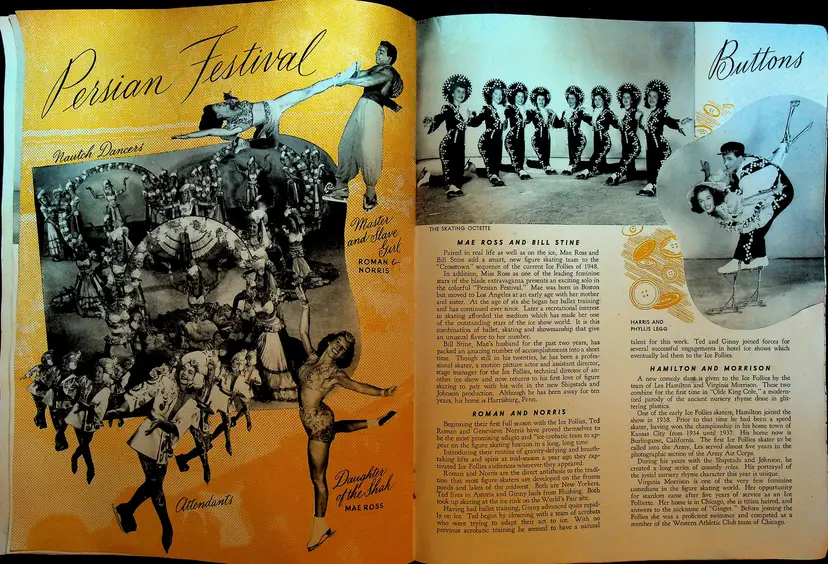 Persian Festival
Nautch Dancers
Master
and Slave
Girl
ROMAN &
NORRIS
Attendants
Daughter
of the Shah
MAE ROSS
Buttons
THE SKATING OCTETTE
MAE ROSS AND BILL STINE
Paired in real life as well as on the ice, Mae Ross and
Bill Stine add a smart, new figure skating team to the
"Crosstown" sequence of the current Ice Follies of 1948.
In addition, Miss Ross as one of the leading feminine
stars of the blade extravaganza presents an exciting solo in
the colorful "Persian Festival." Mae was born in Boston
but moved to Los Angeles at an early age with her mother
and sister. At the age of six she began her ballet training
and has continued ever since. Later a recreational interest
in skating afforded the medium which has made her one
of the outstanding stars of the ice show world. It is this
combination of ballet, skating and showmanship that give
an unusual flavor to her number.
Bill Stine, Mae's husband for the past two years, has
packed an amazing number of accomplishments into a short
time. Though still in his twenties, he has been a profes-
sional skater, a motion picture actor and assistant director,
stage manager for the Ice Follies, technical director of an-
other ice show and now returns to his first love of figure
skating to pair with his wife in the new Shipstads and
Johnson production. Although he has been away for ten
years, his home is Harrisburg, Penn.
ROMAN AND NORRIS
Beginning their first full season with the Ice Follies, Ted
Roman and Genevieve Norris have proved themselves to
be the most promising adagio and "ice-crobatic team to ap-
pear on the figure skating horizon in a long, long time.
Introducing their routine of gravity-defying and breath-
taking lifts and spins at mid-season a year ago they cap-
tivated Ice Follies audiences wherever they appeared.
Roman and Norris are the direct antithesis to the tradi-
tion that most figure skaters are developed on the frozen
ponds and lakes of the midwest. Both are New Yorkers,
Ted lives in Astoria and Ginny hails from Flushing. Both
took up skating at the ice rink on the World's Fair site.
Having had ballet training, Ginny advanced quite rapid-
ly on ice. Ted began by clowning with a team of acrobats
who were trying to adapt their act to ice. With no
previous acrobatic training he seemed to have a natural
HARRIS AND
PHYLLIS LEGG
talent for this work. Ted and Ginny joined forces for
several successful engagements in hotel ice shows which
eventually led them to the Ice Follies.
HAMILTON AND MORRISON
A new comedy slant is given to the Ice Follies by the
team of Les Hamilton and Virginia Morrison. These two
combine for the first time in "Olde King Cole," a modern-
ized parody of the ancient nursery rhyme done in glit-
tering plastics.
One of the early Ice Follies skaters, Hamilton joined the
show in 1938. Prior to that time he had been a speed
skater, having won the championship in his home town of
Kansas City from 1934 until 1937. His home now is
Burlingame, California. The first Ice Follies skater to be
called into the Army, Les served almost five years in the
photographic section of the Army Air Corps.
During his years with the Shipstads and Johnson, he
created a long series of comedy roles. His portrayal of
the jovial nursery rhyme character this year is unique.
Virginia Morrison is one of the very few feminine
comedians in the figure skating world. Her opportunity
for stardom came after five years of service as an Ice
Folliette. Her home is in Chicago, she is titian haired, and
answers to the nickname of "Ginger." Before joining the
Follies she was a proficient swimmer and competed as a
member of the Western Athletic Club team of Chicago.